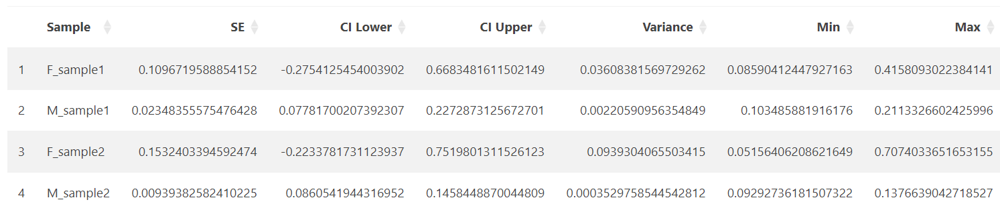 Sample SE CI Lower CI Upper Variance Min Max
1 F_sample1 0.1096719588854152 -0.2754125454003902 0.6683481611502149 0.03608381569729262 0.08590412447927163 0.4158093022384141
2 M_sample1 0.02348355575476428 0.07781700207392307 0.2272873125672701 0.00220590956354849 0.103485881916176 0.2113326602425996
3 F_sample2 0.1532403394592474 -0.2233781731123937 0.7519801311526123 0.0939304065503415 0.05156406208621649 0.7074033651653155
4 M_sample2 0.00939382582410225 0.0860541944316952 0.1458448870044809 0.0003529758544542812 0.09292736181507322 0.1376639042718527